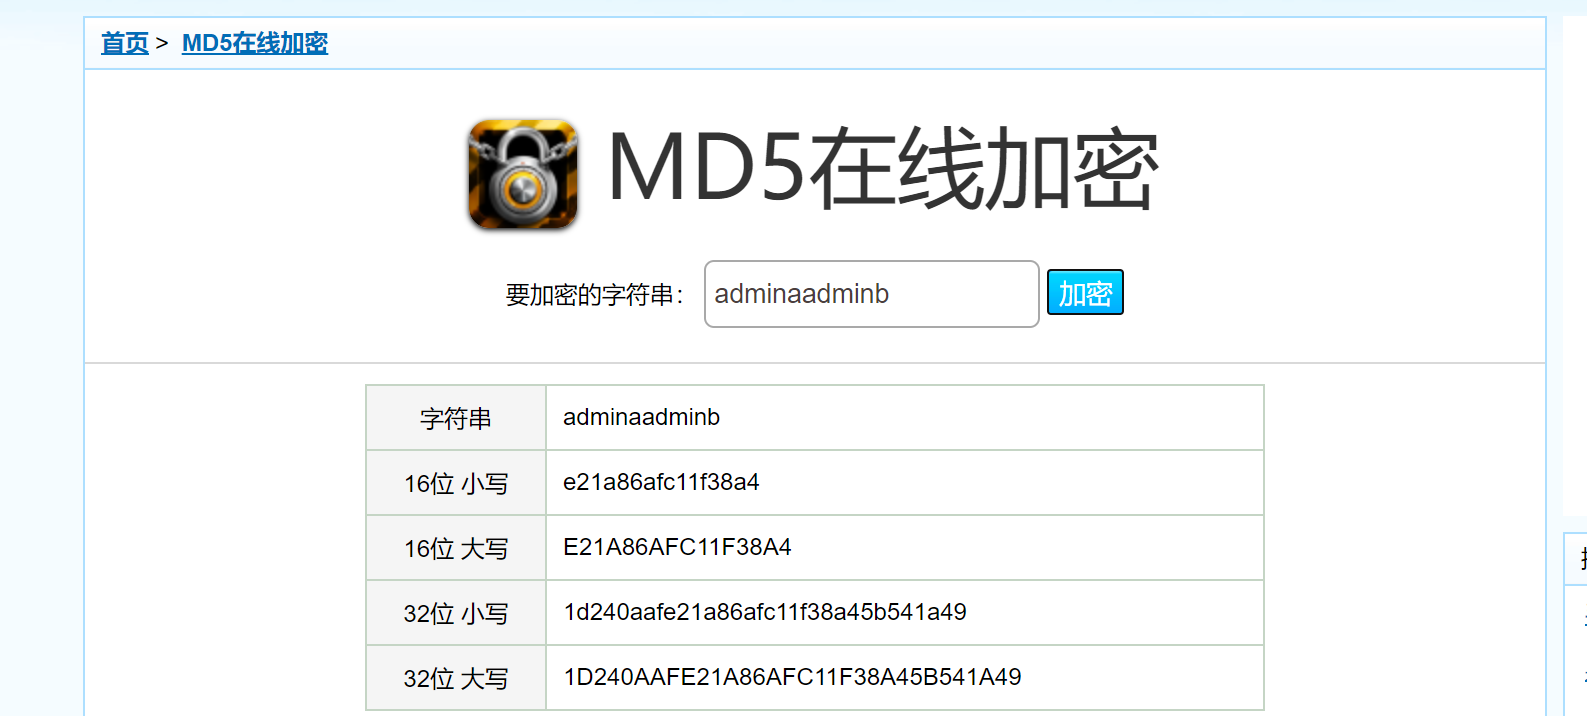 首页 > MD5在线加密
MD5在线加密
要加密的字符串： adminaadminb 加密
字符串 adminaadminb
16位 小写 e21a86afc11f38a4
16位 大写 E21A86AFC11F38A4
32位 小写 1d240aafe21a86afc11f38a45b541a49
32位 大写 1D240AAFE21A86AFC11F38A45B541A49